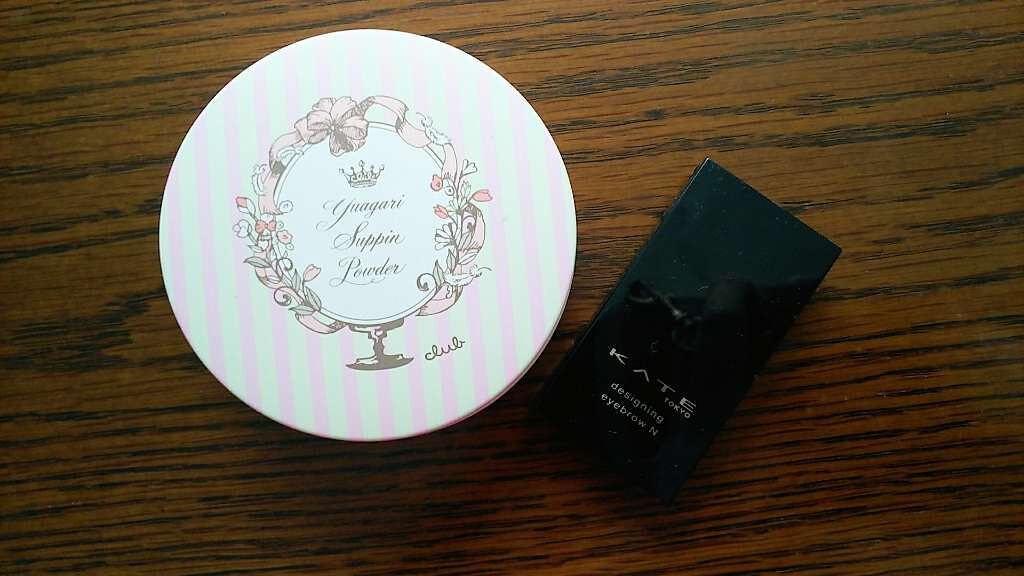 Yuagari
Suppin
Powder
club
KATE
TOKYO
designing
eyebrow N